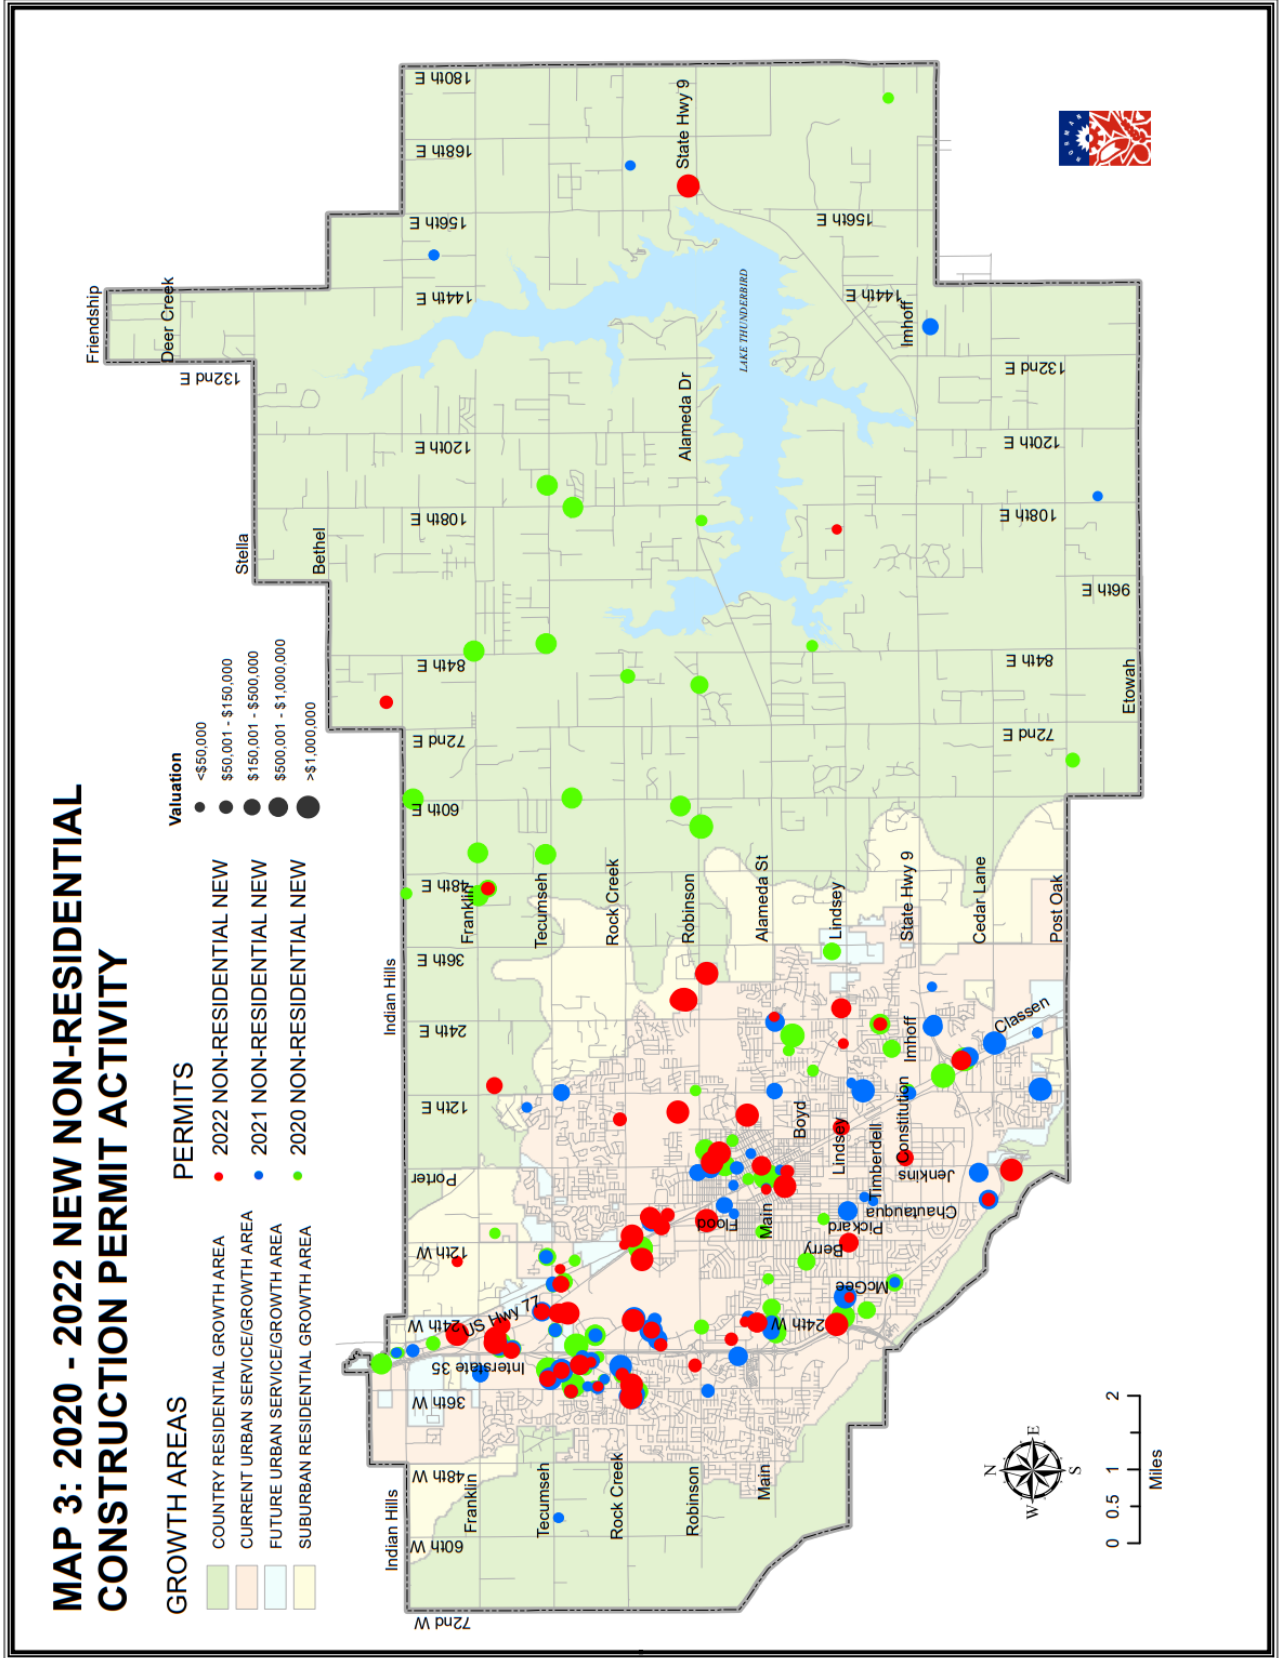 MAP 3: 2020 - 2022 NEW NON-RESIDENTIAL
CONSTRUCTION PERMIT ACTIVITY
GROWTH AREAS
COUNTRY RESIDENTIAL GROWTH AREA
CURRENT URBAN SERVICE/GROWTH AREA
FUTURE URBAN SERVICE/GROWTH AREA
SUBURBAN RESIDENTIAL GROWTH AREA
PERMITS
2022 NON-RESIDENTIAL NEW
2021 NON-RESIDENTIAL NEW
2020 NON-RESIDENTIAL NEW
Valuation
<$50,000
$50,001 - $150,000
$150,001 - $500,000
$500,001 - $1,000,000
>$1,000,000
Friendship
Deer Creek
132nd E
Stella
Bethel
180th E
168th E
156th E
144th E
120th E
108th E
84th E
72nd E
60th E
48th E
36th E
24th E
12th E
Porter
12th W
24th W
36th W
48th W
60th W
72nd W
Indian Hills
Indian Hills
Franklin
Tecumseh
Rock Creek
Robinson
Alameda St
Lindsey
State Hwy 9
Cedar Lane
Post Oak
Franklin
Tecumseh
Rock Creek
Robinson
Main
US Hwy 77
Interstate 35
Flood
Main
Boyd
Lindsey
Timberdell
Constitution
Imhoff
Classen
Jenkins
Chautauqua
Pickard
Berry
McGee
24th W
State Hwy 9
Alameda Dr
LAKE THUNDERBIRD
156th E
144th E
Imhoff
132nd E
120th E
108th E
96th E
84th E
72nd E
Etowah
NORMAN
N
W
E
S
0 0.5 1 2
Miles